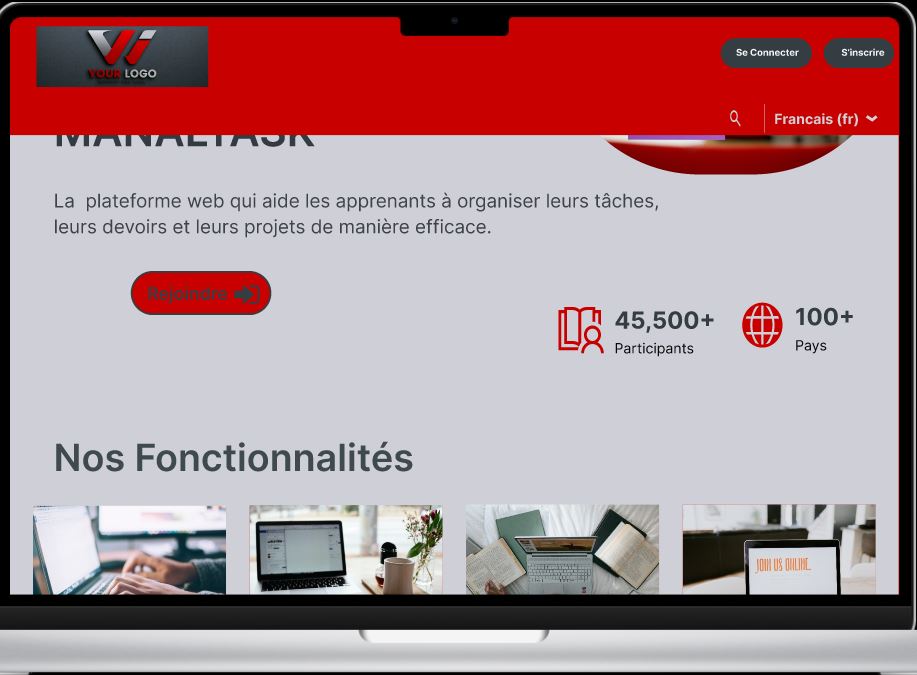 YOUR LOGO
Se Connecter
S'inscrire
Francais (fr)
MANALTASK
La plateforme web qui aide les apprenants à organiser leurs tâches,
leurs devoirs et leurs projets de manière efficace.
Rejoindre
45,500+
Participants
100+
Pays
Nos Fonctionnalités
JOIN US ONLINE.